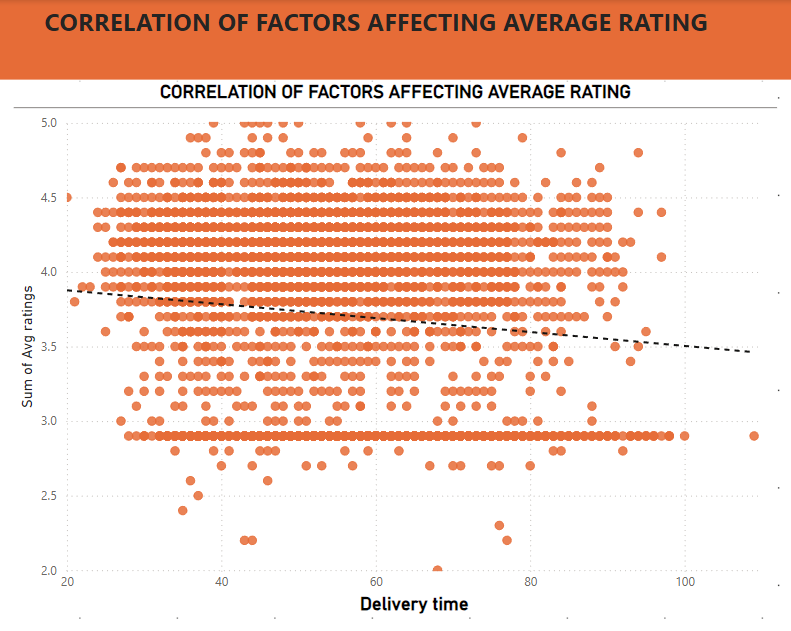 CORRELATION OF FACTORS AFFECTING AVERAGE RATING
CORRELATION OF FACTORS AFFECTING AVERAGE RATING
Sum of Avg ratings
5.0
4.5
4.0
3.5
3.0
2.5
2.0
20 40 60 80 100
Delivery time